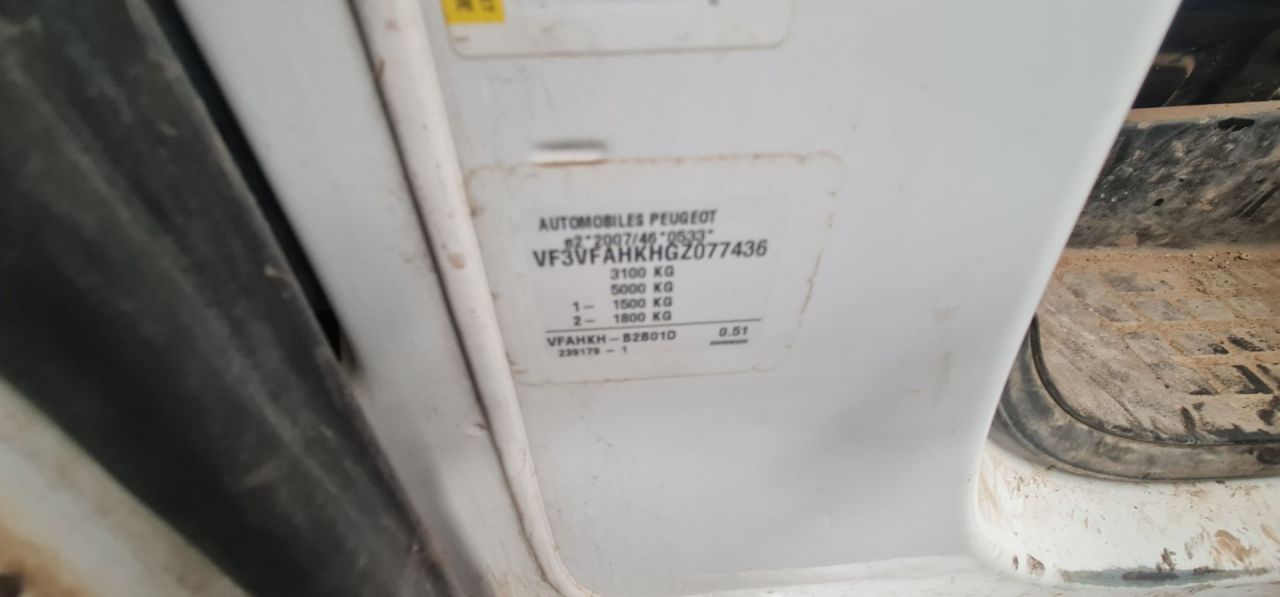 AUTOMOBILES PEUGEOT
e2*2007/46*0533*
VF3VFAHKHGZ077436
3100 KG
5000 KG
1- 1500 KG
2- 1800 KG
VFAHKH-B2B01D 0.51
239179-1